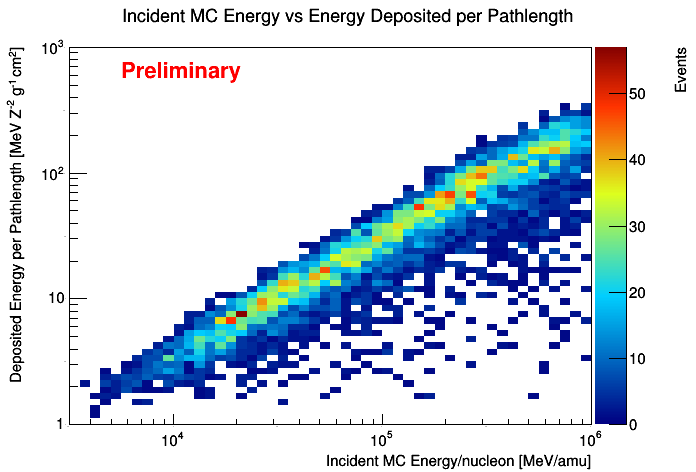 Incident MC Energy vs Energy Deposited per Pathlength
Preliminary
Deposited Energy per Pathlength [MeV Z⁻² g⁻¹ cm²]
10³
10²
10
1
10⁴
10⁵
10⁶
Incident MC Energy/nucleon [MeV/amu]
Events
50
40
30
20
10
0